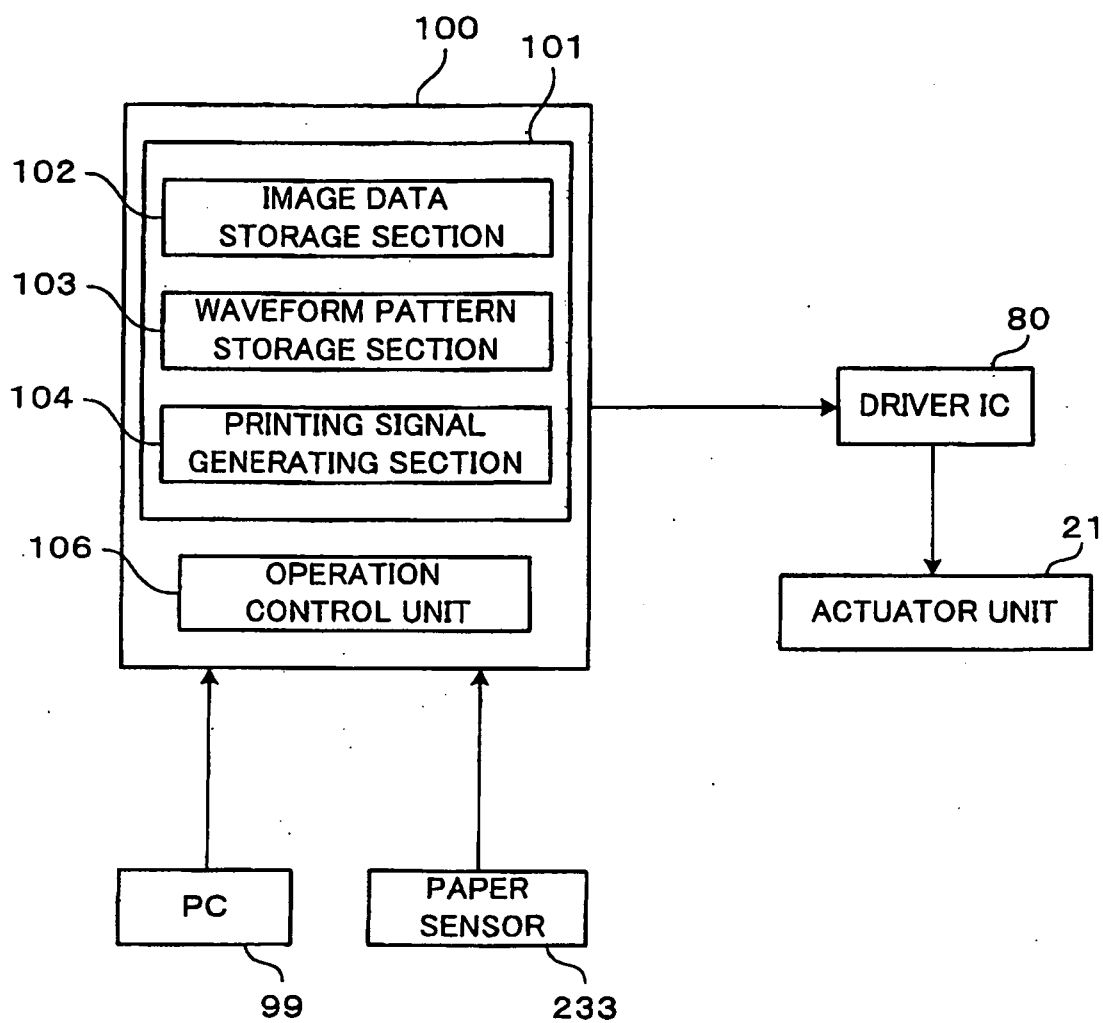 100
101
102
IMAGE DATA
STORAGE SECTION
103
WAVEFORM PATTERN
STORAGE SECTION
80
104
PRINTING SIGNAL
GENERATING SECTION
DRIVER IC
106
OPERATION
CONTROL UNIT
21
ACTUATOR UNIT
PC
PAPER
SENSOR
99
233